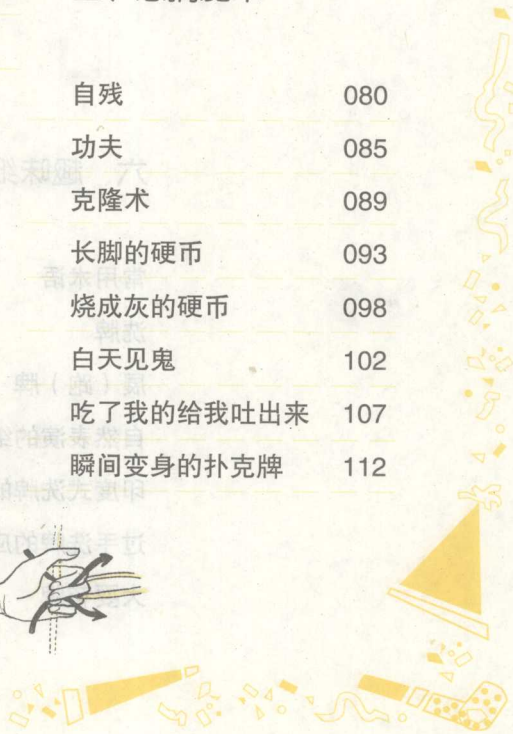 自残 080
功夫 085
克隆术 089
长脚的硬币 093
烧成灰的硬币 098
白天见鬼 102
吃了我的给我吐出来 107
瞬间变身的扑克牌 112